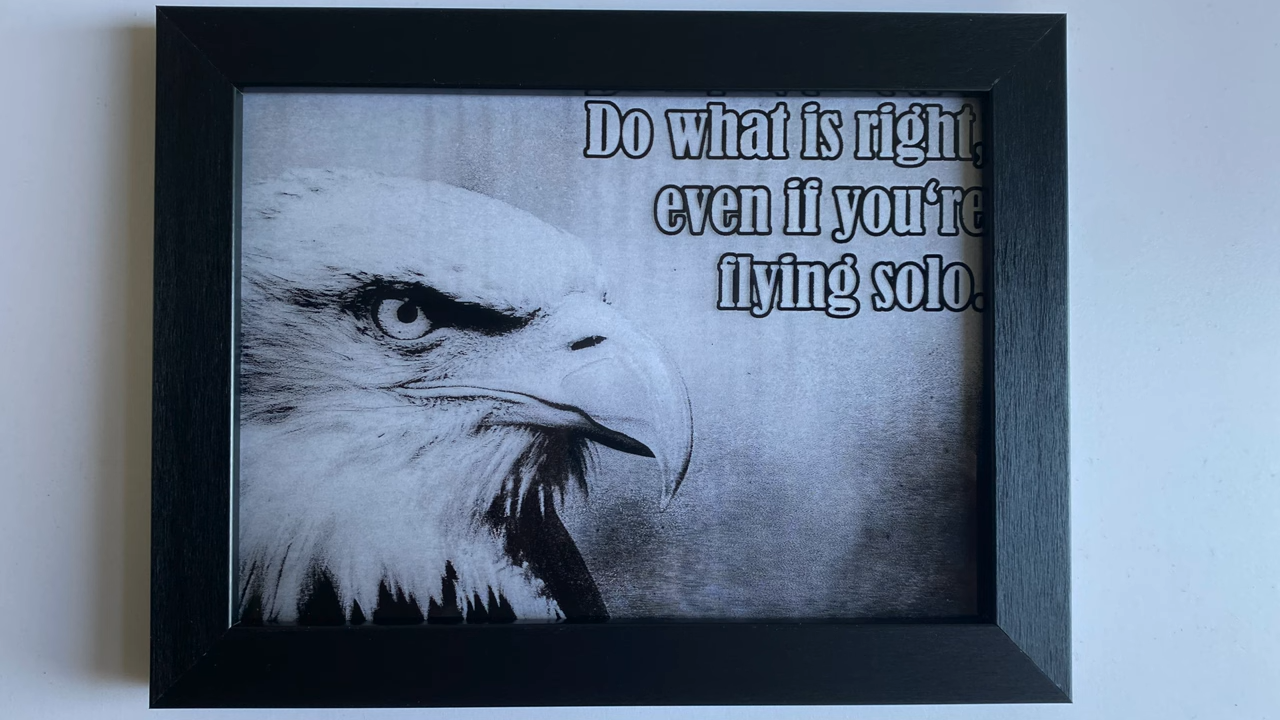 Do what is right,
even if you‘re
flying solo.